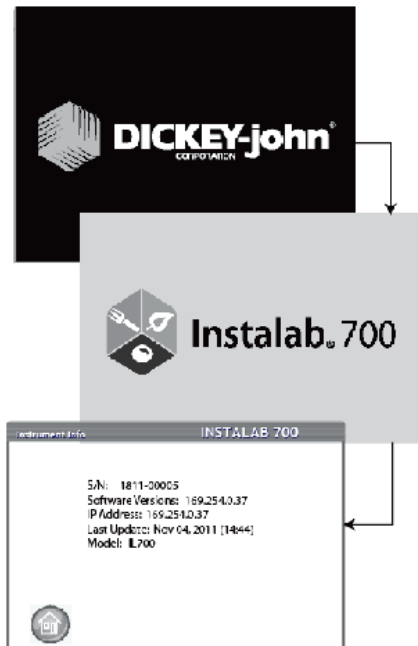 DICKEY-john®
CORPORATION
Instalab® 700
Instrument Info INSTALAB 700
S/N: 1811-00005
Software Versions: 169.254.0.37
IP Address: 169.254.0.37
Last Update: Nov 04, 2011 [14:44]
Model: IL700